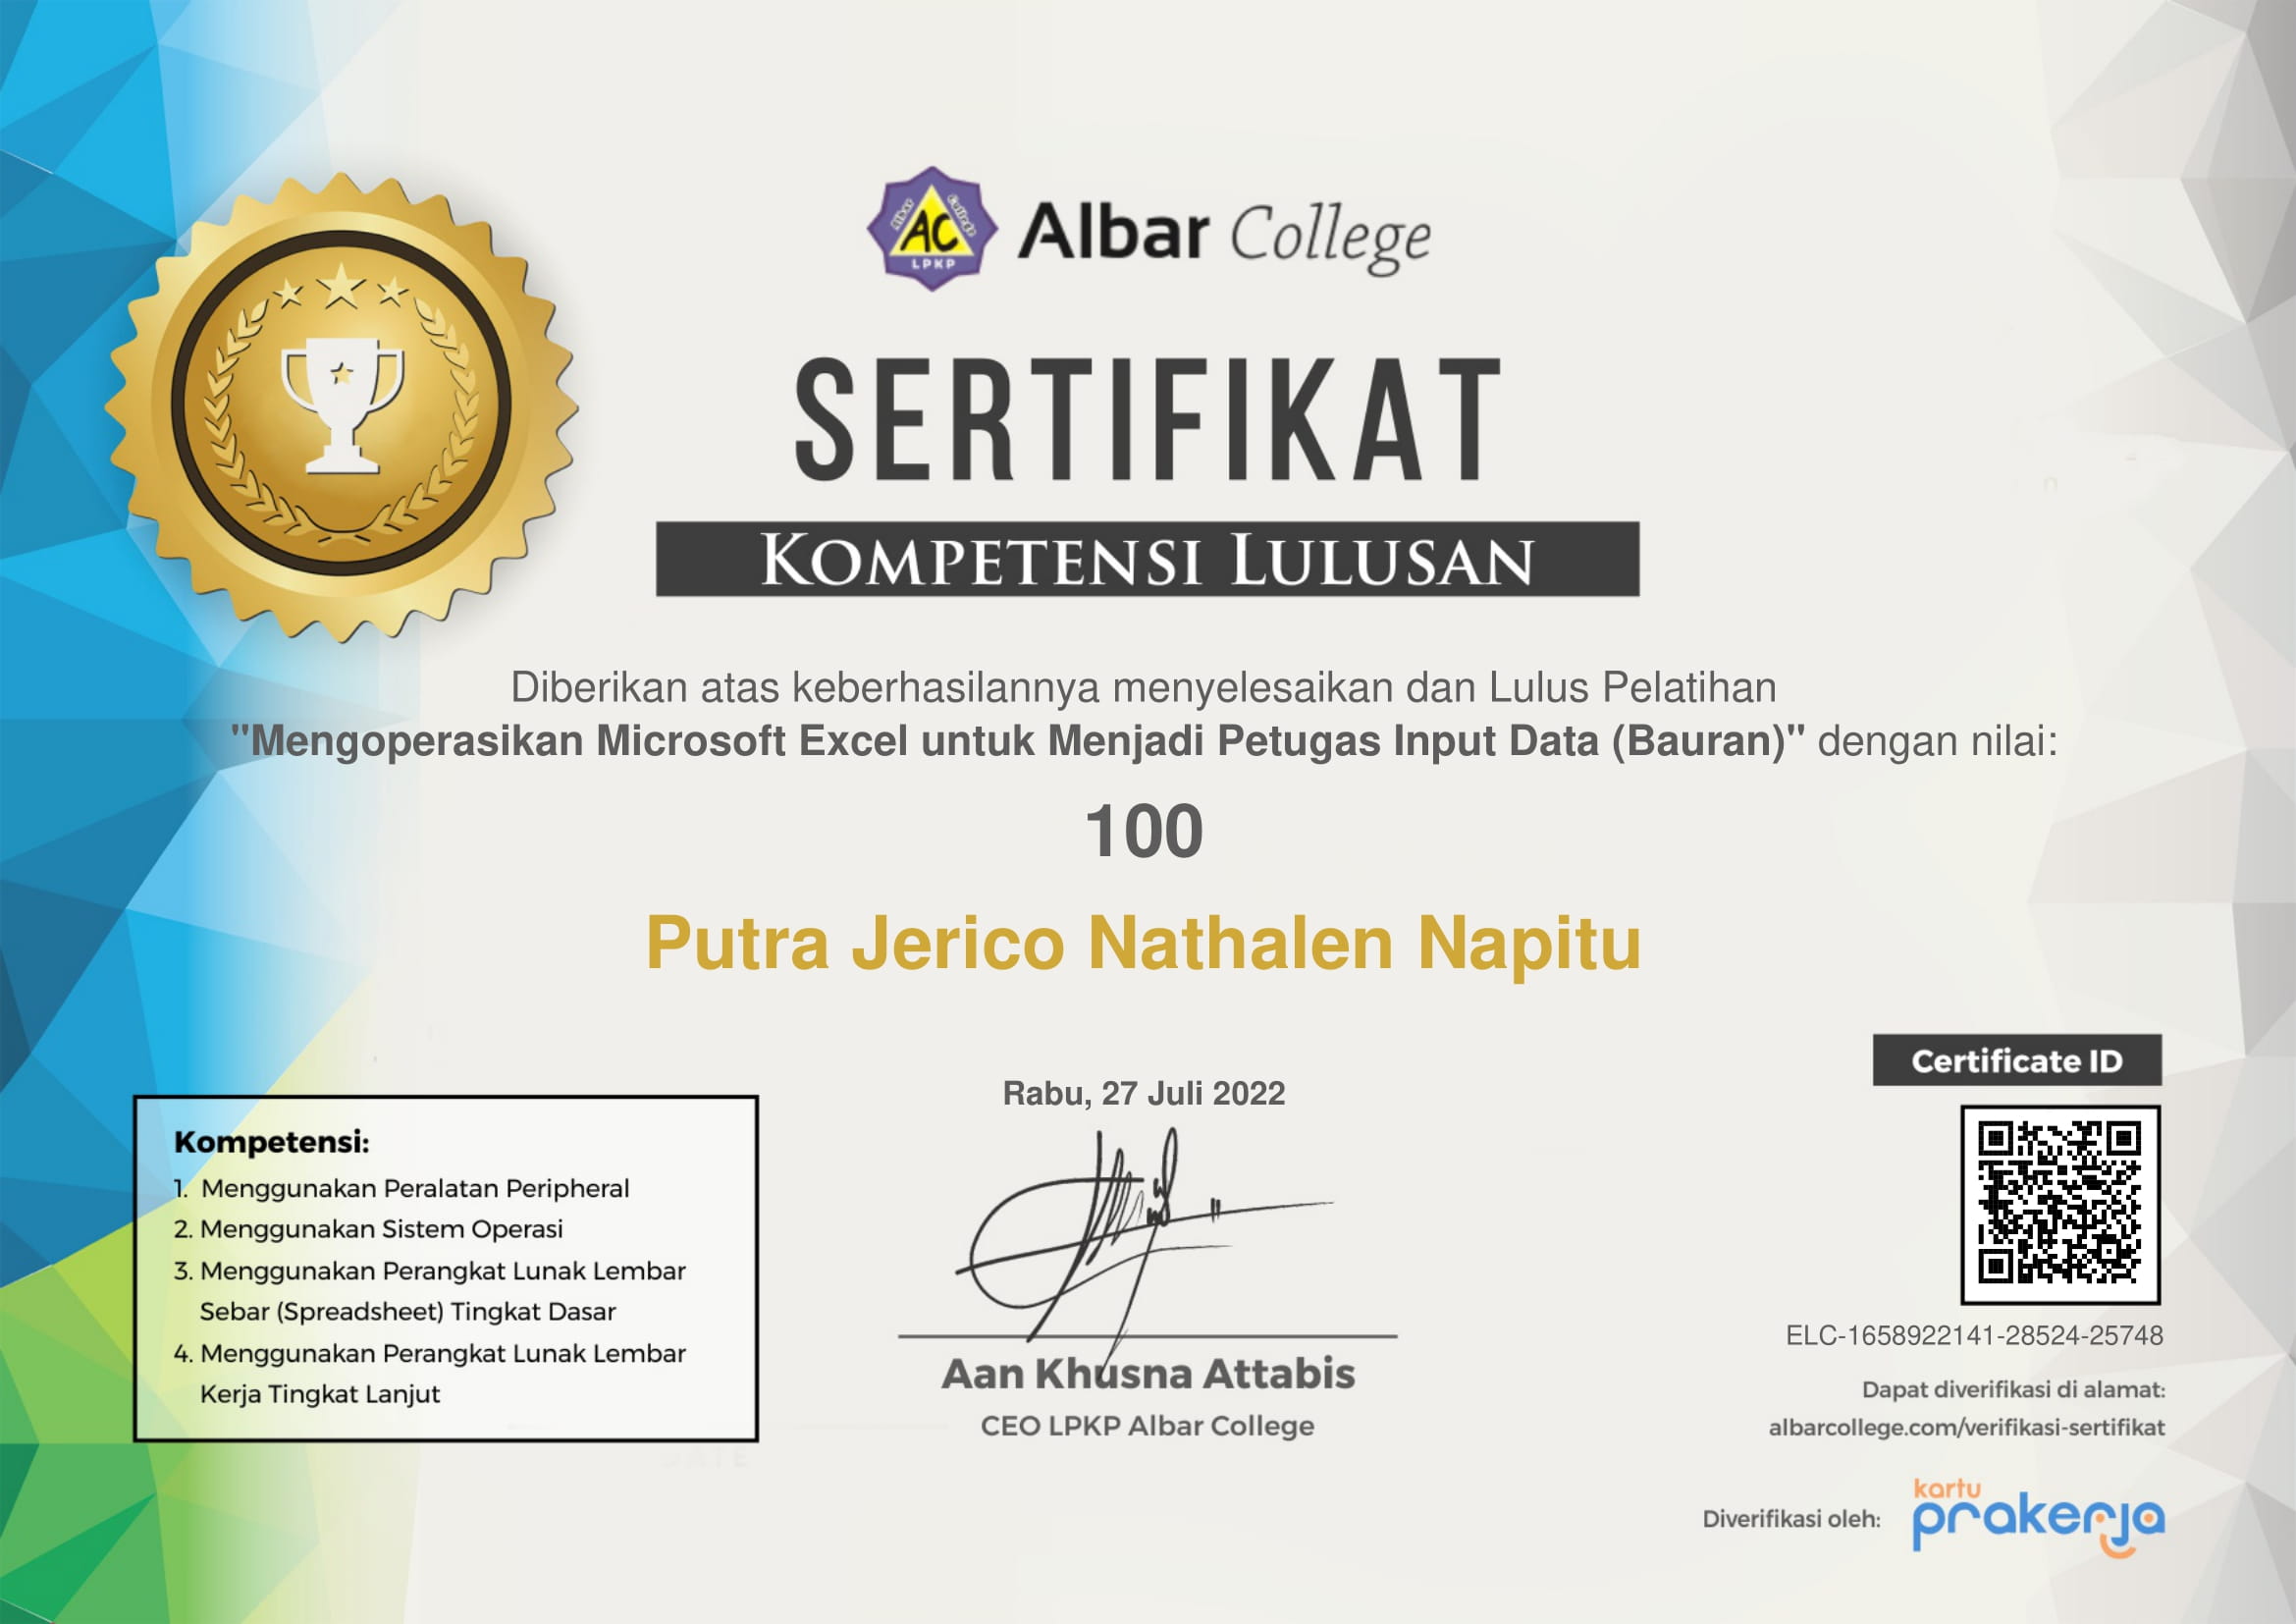 AC
Albar College
LPKP
Albar College
SERTIFIKAT
KOMPETENSI LULUSAN
Diberikan atas keberhasilannya menyelesaikan dan Lulus Pelatihan
"Mengoperasikan Microsoft Excel untuk Menjadi Petugas Input Data (Bauran)" dengan nilai:
100
Putra Jerico Nathalen Napitu
Kompetensi:
1. Menggunakan Peralatan Peripheral
2. Menggunakan Sistem Operasi
3. Menggunakan Perangkat Lunak Lembar
Sebar (Spreadsheet) Tingkat Dasar
4. Menggunakan Perangkat Lunak Lembar
Kerja Tingkat Lanjut
Rabu, 27 Juli 2022
Aan Khusna Attabis
CEO LPKP Albar College
Certificate ID
ELC-1658922141-28524-25748
Dapat diverifikasi di alamat:
albarcollege.com/verifikasi-sertifikat
Diverifikasi oleh:
kartu
prakerja